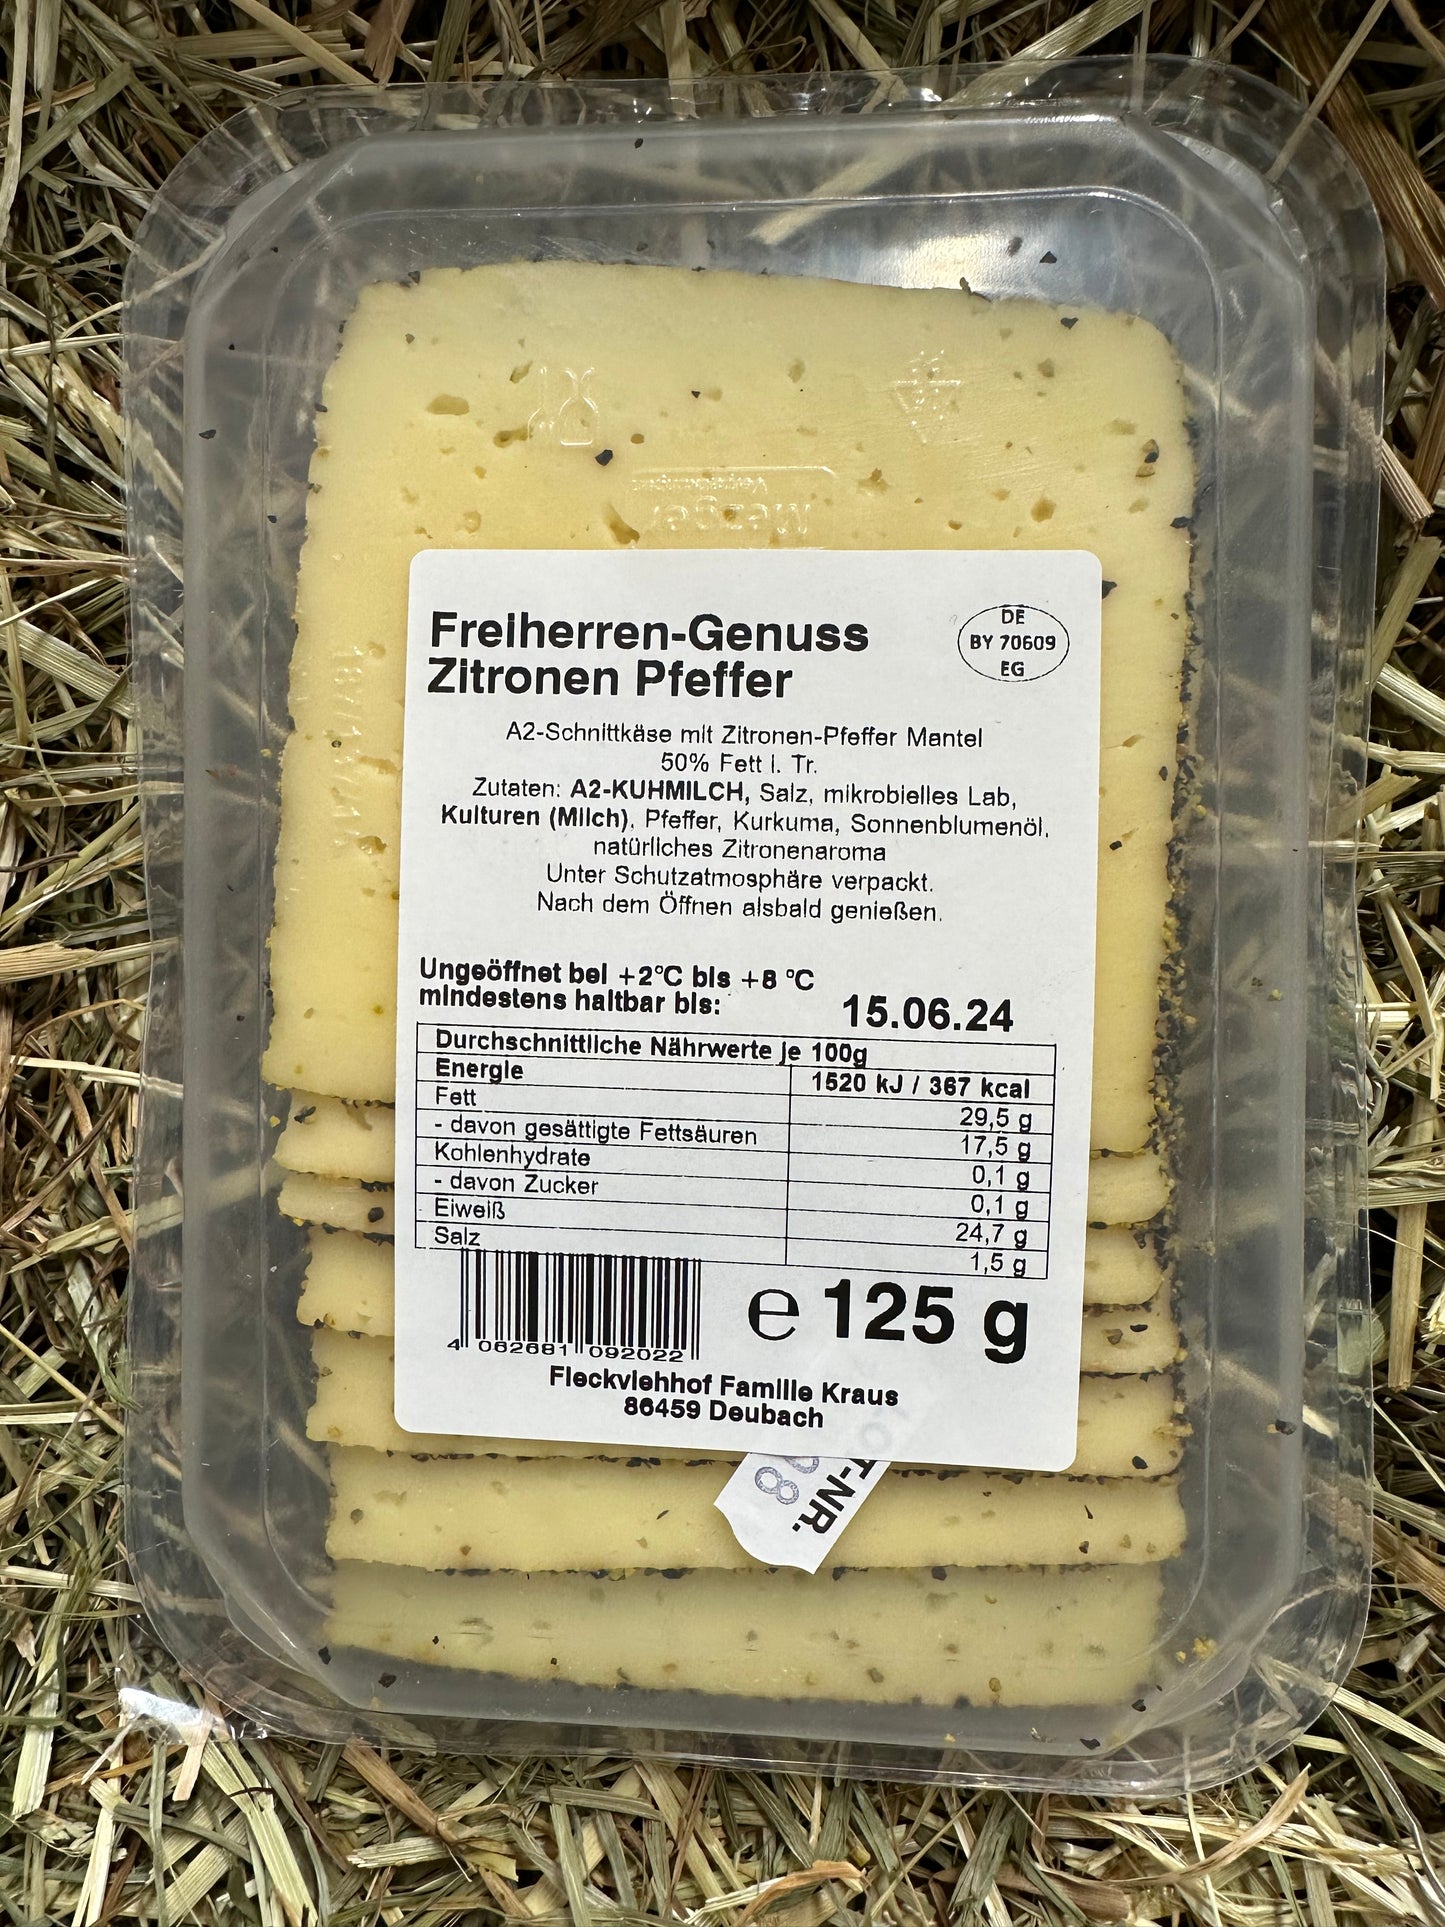 Mezger
Freiherren-Genuss
Zitronen Pfeffer
DE
BY 70609
EG
A2-Schnittkäse mit Zitronen-Pfeffer Mantel
50% Fett i. Tr.
Zutaten: A2-KUHMILCH, Salz, mikrobielles Lab,
Kulturen (Milch), Pfeffer, Kurkuma, Sonnenblumenöl,
natürliches Zitronenaroma
Unter Schutzatmosphäre verpackt.
Nach dem Öffnen alsbald genießen.
Ungeöffnet bei +2°C bis +8 °C
mindestens haltbar bis: 15.06.24
Durchschnittliche Nährwerte je 100g
Energie 1520 kJ / 367 kcal
Fett 29,5 g
- davon gesättigte Fettsäuren 17,5 g
Kohlenhydrate 0,1 g
- davon Zucker 0,1 g
Eiweiß 24,7 g
Salz 1,5 g
4 062681 092022
e 125 g
Fleckviehhof Familie Kraus
86459 Deubach
T-NR.